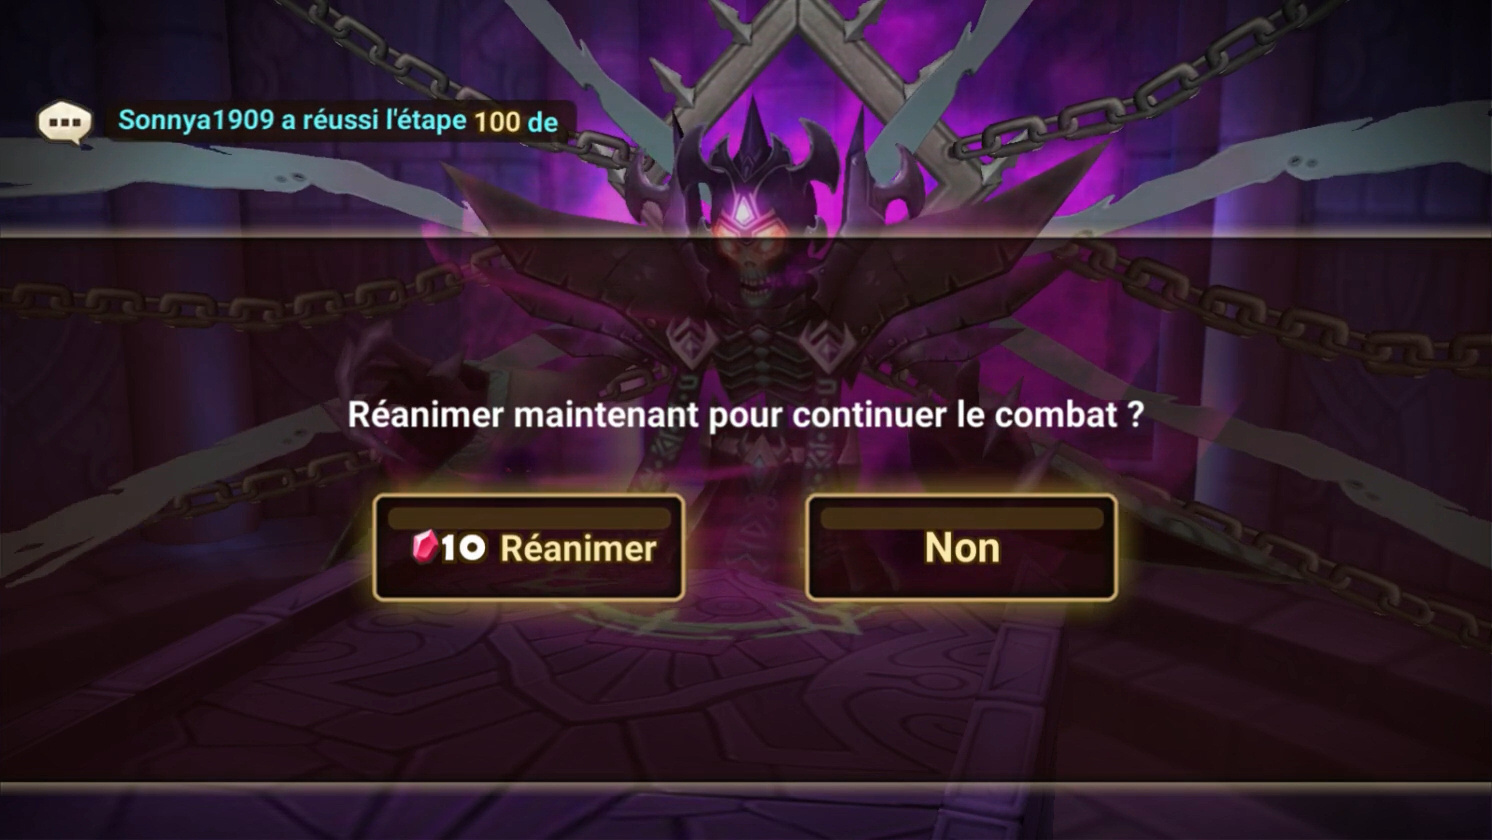 Sonnya1909 a réussi l'étape 100 de
Réanimer maintenant pour continuer le combat ?
10 Réanimer
Non